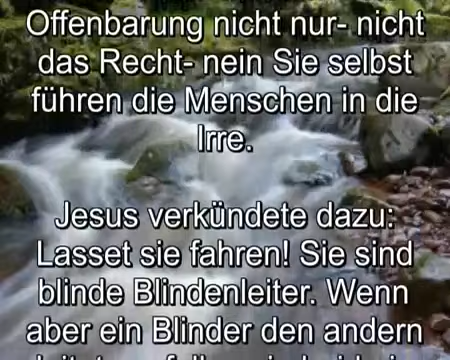 Offenbarung nicht nur- nicht
das Recht- nein Sie selbst
führen die Menschen in die
Irre.
Jesus verkündete dazu:
Lasset sie fahren! Sie sind
blinde Blindenleiter. Wenn
aber ein Blinder den andern